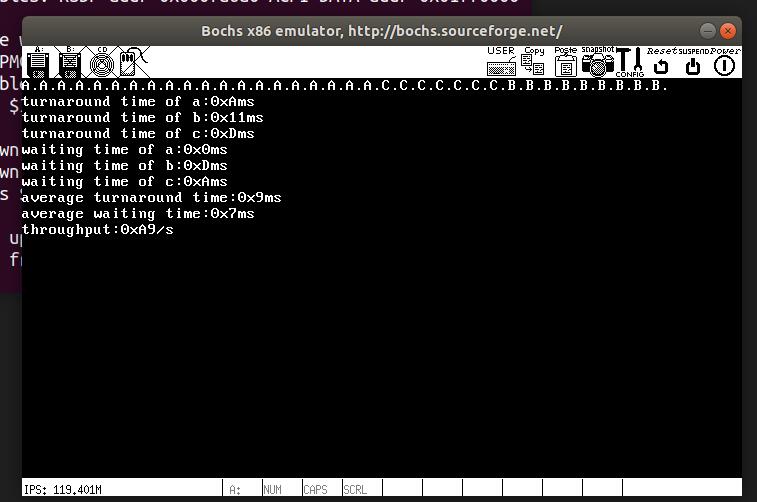 Bochs x86 emulator, http://bochs.sourceforge.net/
A: B: CD USER Copy Paste snapshot CONFIG Reset SUSPEND Power
A.A.A.A.A.A.A.A.A.A.A.A.A.A.A.A.A.A.A.A.C.C.C.C.C.C.C.B.B.B.B.B.B.B.B.B.
turnaround time of a:0xAms
turnaround time of b:0x11ms
turnaround time of c:0xDms
waiting time of a:0x0ms
waiting time of b:0xDms
waiting time of c:0xAms
average turnaround time:0x9ms
average waiting time:0x7ms
throughput:0xA9/s
IPS: 119.401M A: NUM CAPS SCRL